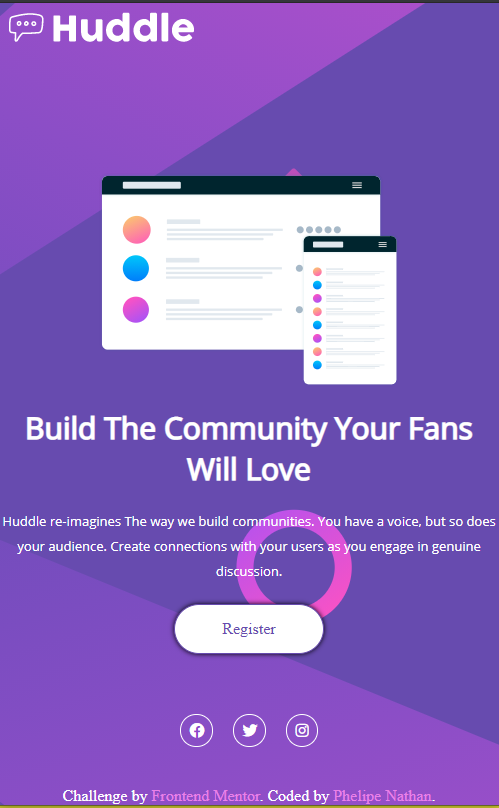 Huddle
Build The Community Your Fans
Will Love
Huddle re-imagines The way we build communities. You have a voice, but so does
your audience. Create connections with your users as you engage in genuine
discussion.
Register
Challenge by Frontend Mentor. Coded by Phelipe Nathan.